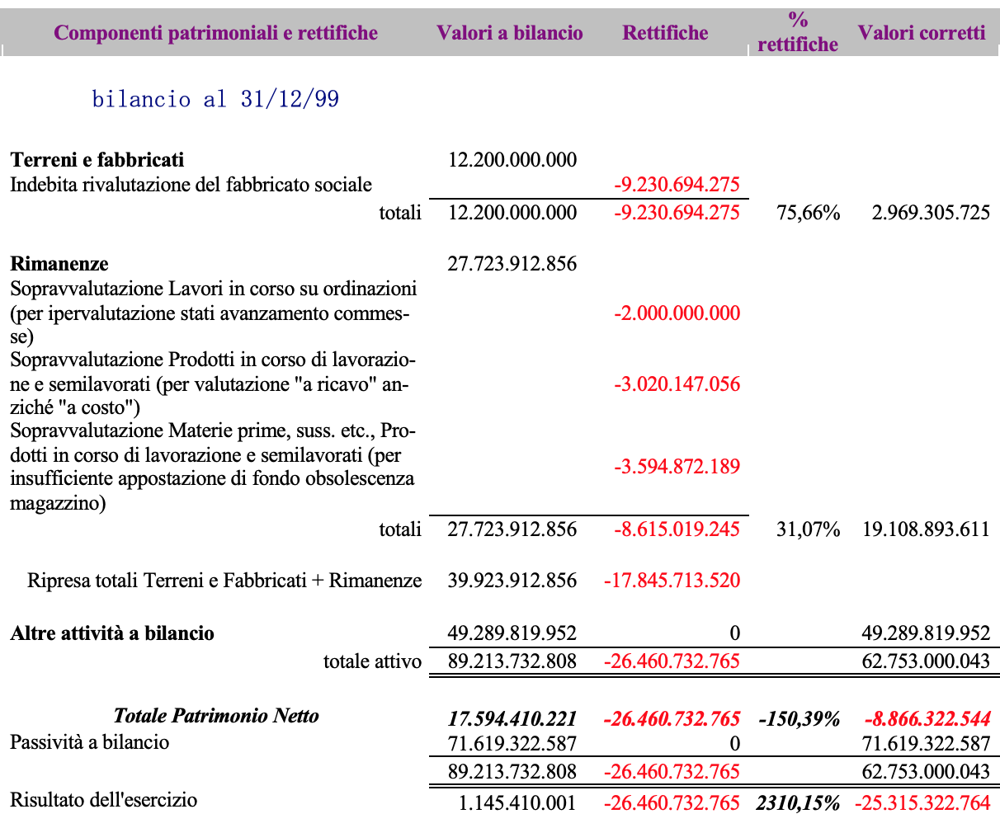 Componenti patrimoniali e rettifiche Valori a bilancio Rettifiche % rettifiche Valori corretti
bilancio al 31/12/99
Terreni e fabbricati 12.200.000.000
Indebita rivalutazione del fabbricato sociale -9.230.694.275
totali 12.200.000.000 -9.230.694.275 75,66% 2.969.305.725
Rimanenze 27.723.912.856
Sopravvalutazione Lavori in corso su ordinazioni
(per ipervalutazione stati avanzamento commes- -2.000.000.000
se)
Sopravvalutazione Prodotti in corso di lavorazio-
ne e semilavorati (per valutazione "a ricavo" an- -3.020.147.056
ziché "a costo")
Sopravvalutazione Materie prime, suss. etc., Pro-
dotti in corso di lavorazione e semilavorati (per -3.594.872.189
insufficiente appostazione di fondo obsolescenza
magazzino)
totali 27.723.912.856 -8.615.019.245 31,07% 19.108.893.611
Ripresa totali Terreni e Fabbricati + Rimanenze 39.923.912.856 -17.845.713.520
Altre attività a bilancio 49.289.819.952 0 49.289.819.952
totale attivo 89.213.732.808 -26.460.732.765 62.753.000.043
Totale Patrimonio Netto 17.594.410.221 -26.460.732.765 -150,39% -8.866.322.544
Passività a bilancio 71.619.322.587 0 71.619.322.587
89.213.732.808 -26.460.732.765 62.753.000.043
Risultato dell'esercizio 1.145.410.001 -26.460.732.765 2310,15% -25.315.322.764